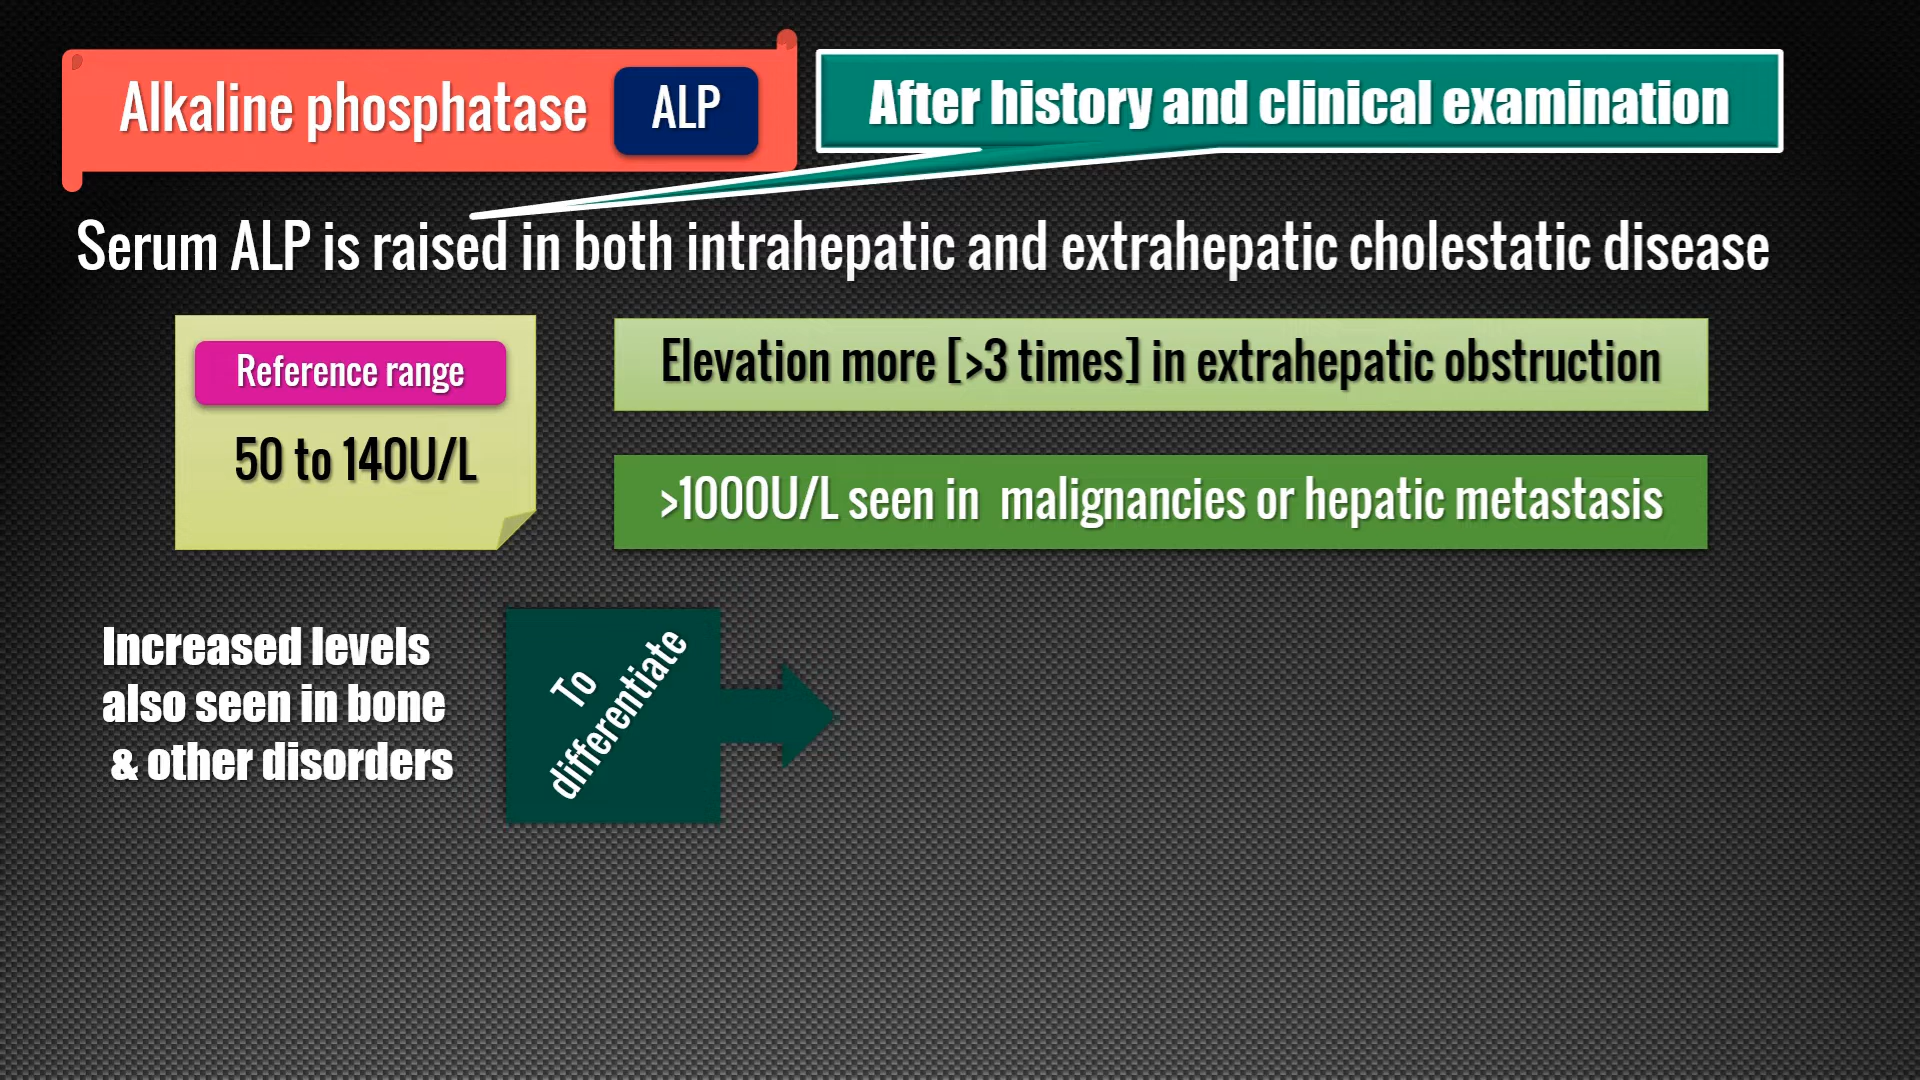 Alkaline phosphatase ALP
After history and clinical examination
Serum ALP is raised in both intrahepatic and extrahepatic cholestatic disease
Reference range
50 to 140U/L
Elevation more [>3 times] in extrahepatic obstruction
>1000U/L seen in malignancies or hepatic metastasis
Increased levels
also seen in bone
& other disorders
To
differentiate